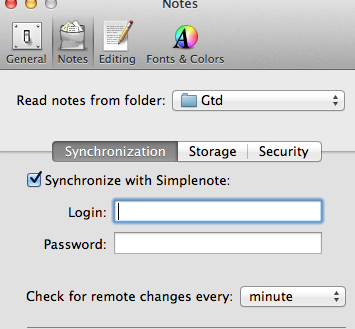 Notes
General Notes Editing Fonts & Colors
Read notes from folder: Gtd
Synchronization Storage Security
Synchronize with Simplenote:
Login:
Password:
Check for remote changes every: minute